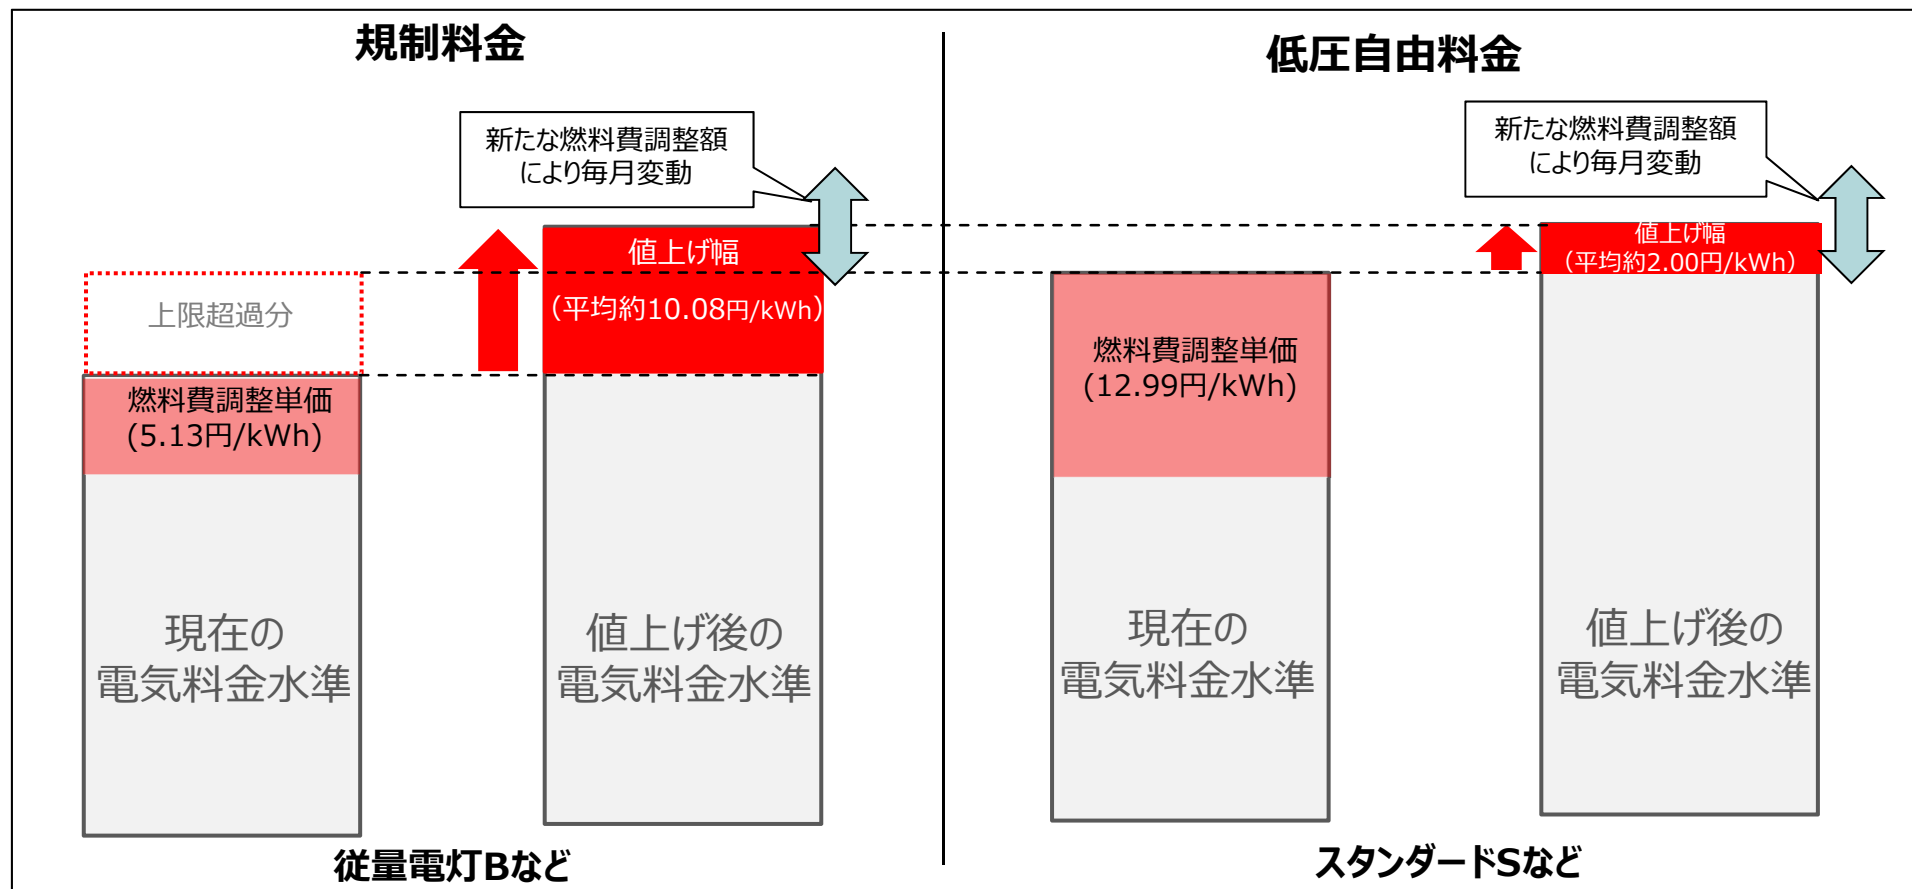 規制料金
新たな燃料費調整額
により毎月変動
値上げ幅
（平均約10.08円/kWh）
上限超過分
燃料費調整単価
(5.13円/kWh)
現在の
電気料金水準
値上げ後の
電気料金水準
従量電灯Bなど
低圧自由料金
新たな燃料費調整額
により毎月変動
値上げ幅
（平均約2.00円/kWh）
燃料費調整単価
(12.99円/kWh)
現在の
電気料金水準
値上げ後の
電気料金水準
スタンダードSなど